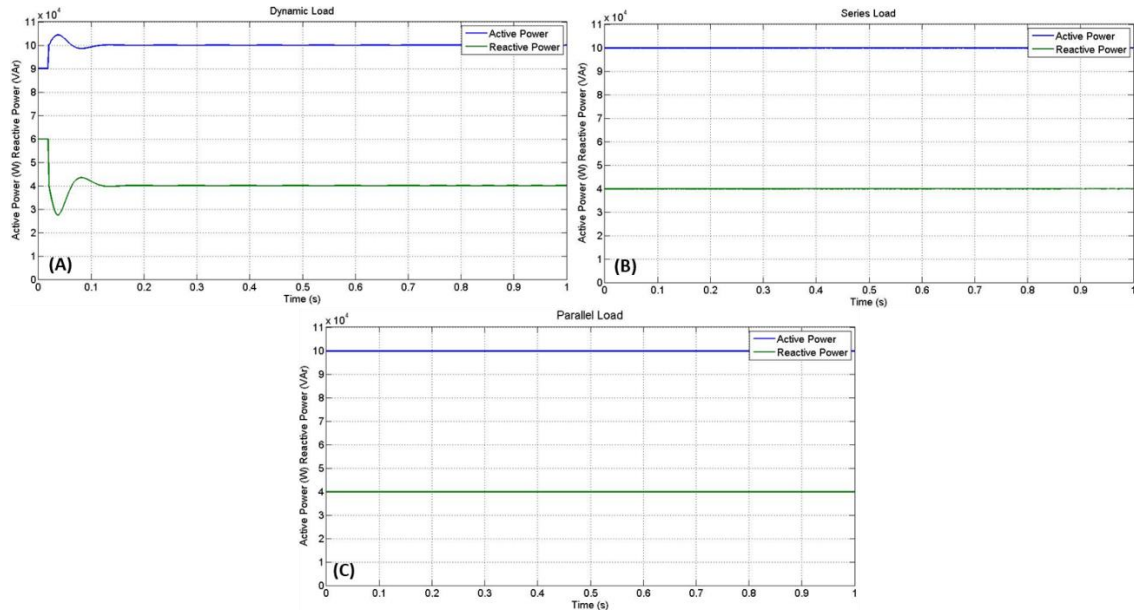 Dynamic Load
x 10⁴
11
10
9
8
7
6
5
4
3
2
1
0
Active Power (W) Reactive Power (VAr)
Active Power
Reactive Power
(A)
0 0.1 0.2 0.3 0.4 0.5 0.6 0.7 0.8 0.9 1
Time (s)
Series Load
x 10⁴
11
10
9
8
7
6
5
4
3
2
1
0
Active Power (W) Reactive Power (VAr)
Active Power
Reactive Power
(B)
0 0.1 0.2 0.3 0.4 0.5 0.6 0.7 0.8 0.9 1
Time (s)
Parallel Load
x 10⁴
11
10
9
8
7
6
5
4
3
2
1
0
Active Power (W) Reactive Power (VAr)
Active Power
Reactive Power
(C)
0 0.1 0.2 0.3 0.4 0.5 0.6 0.7 0.8 0.9 1
Time (s)